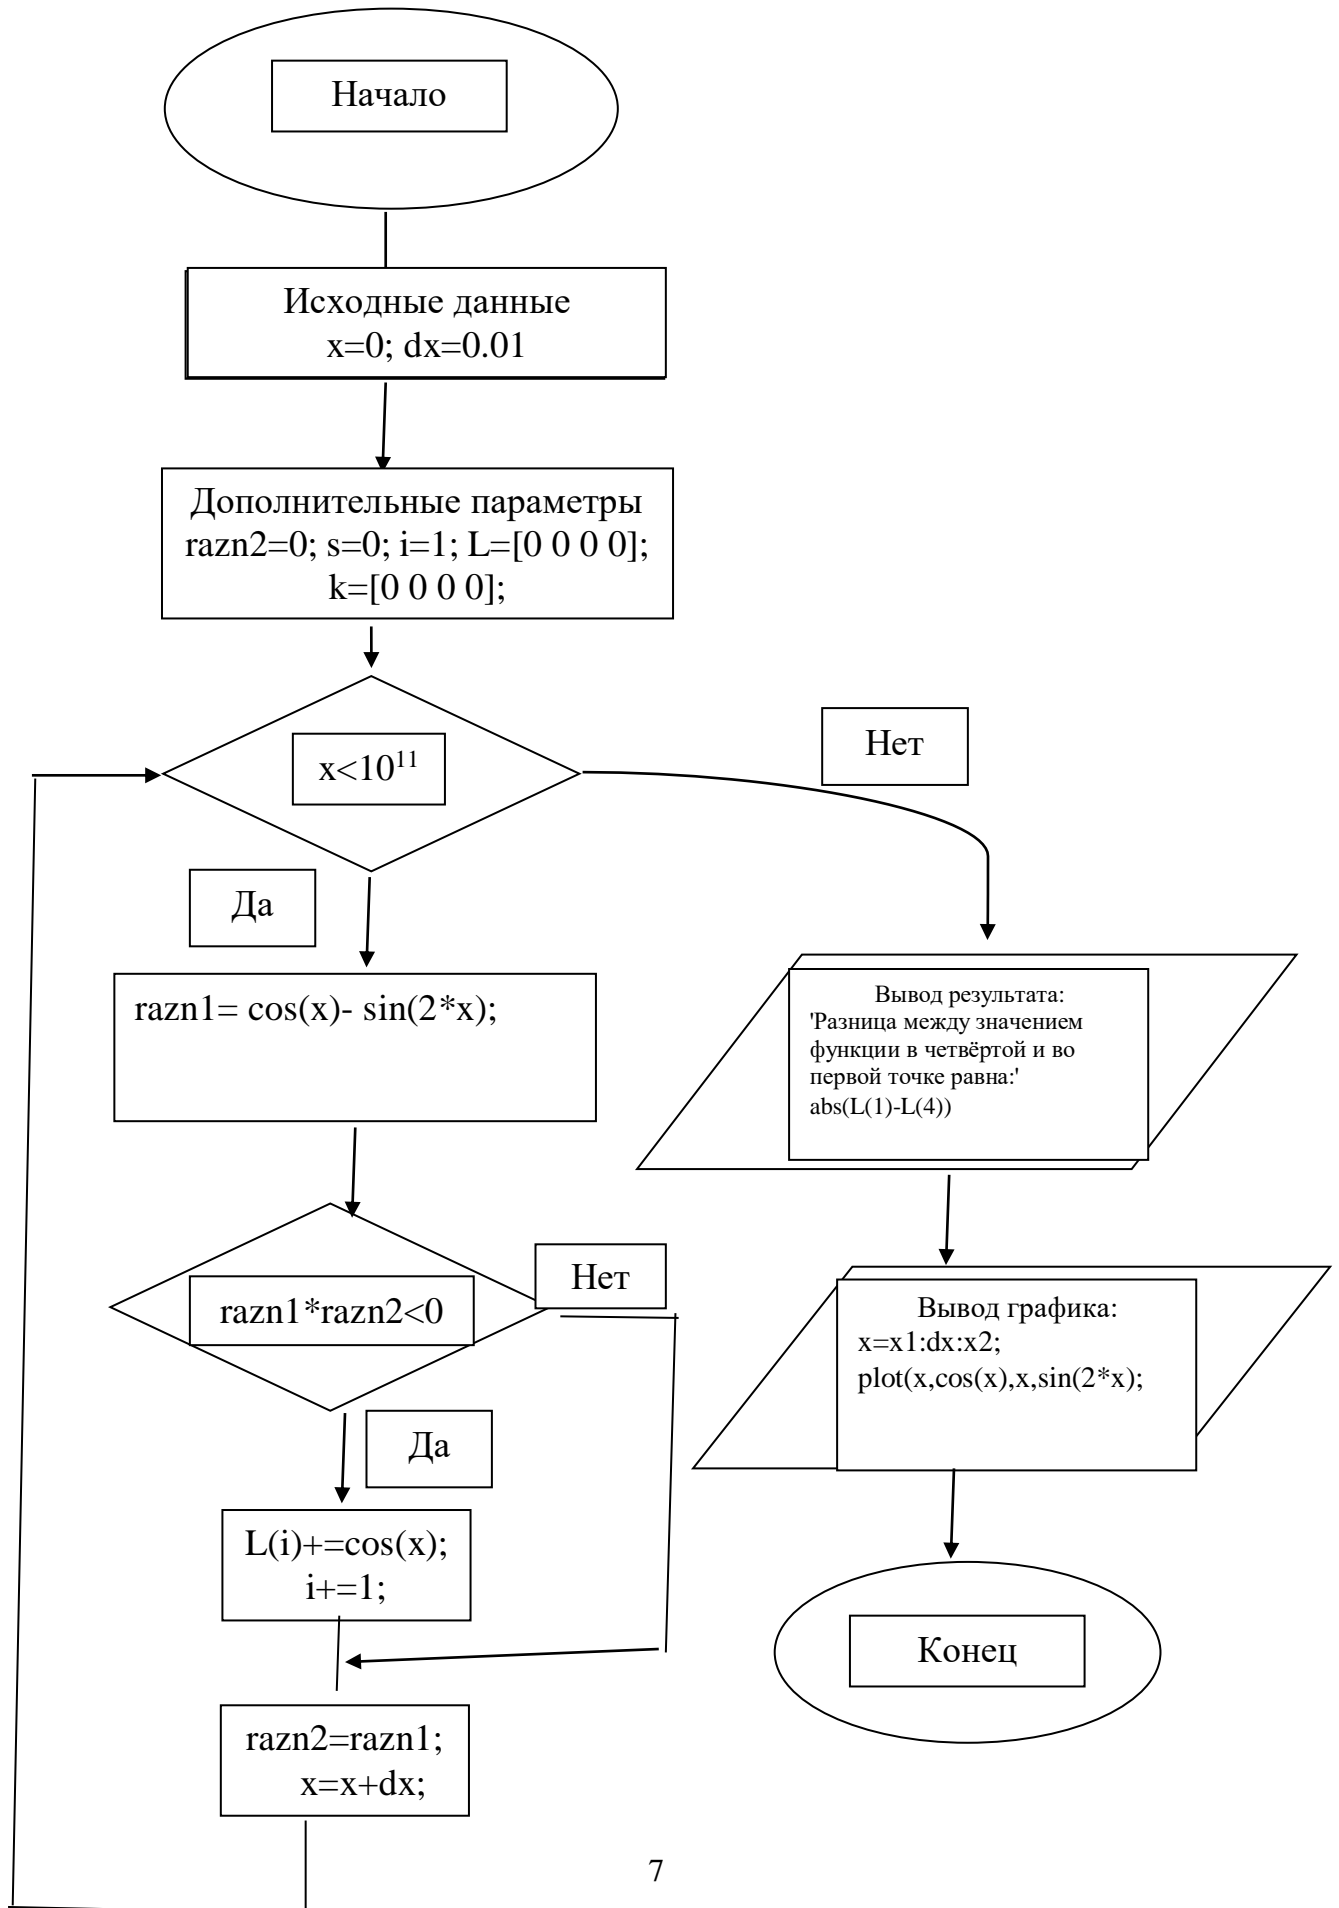 Начало
Исходные данные
x=0; dx=0.01
Дополнительные параметры
razn2=0; s=0; i=1; L=[0 0 0 0];
k=[0 0 0 0];
x<10¹¹
Нет
Да
razn1= cos(x)- sin(2*x);
Вывод результата:
'Разница между значением
функции в четвёртой и во
первой точке равна:'
abs(L(1)-L(4))
razn1*razn2<0
Нет
Вывод графика:
x=x1:dx:x2;
plot(x,cos(x),x,sin(2*x);
Да
L(i)+=cos(x);
i+=1;
Конец
razn2=razn1;
x=x+dx;
7